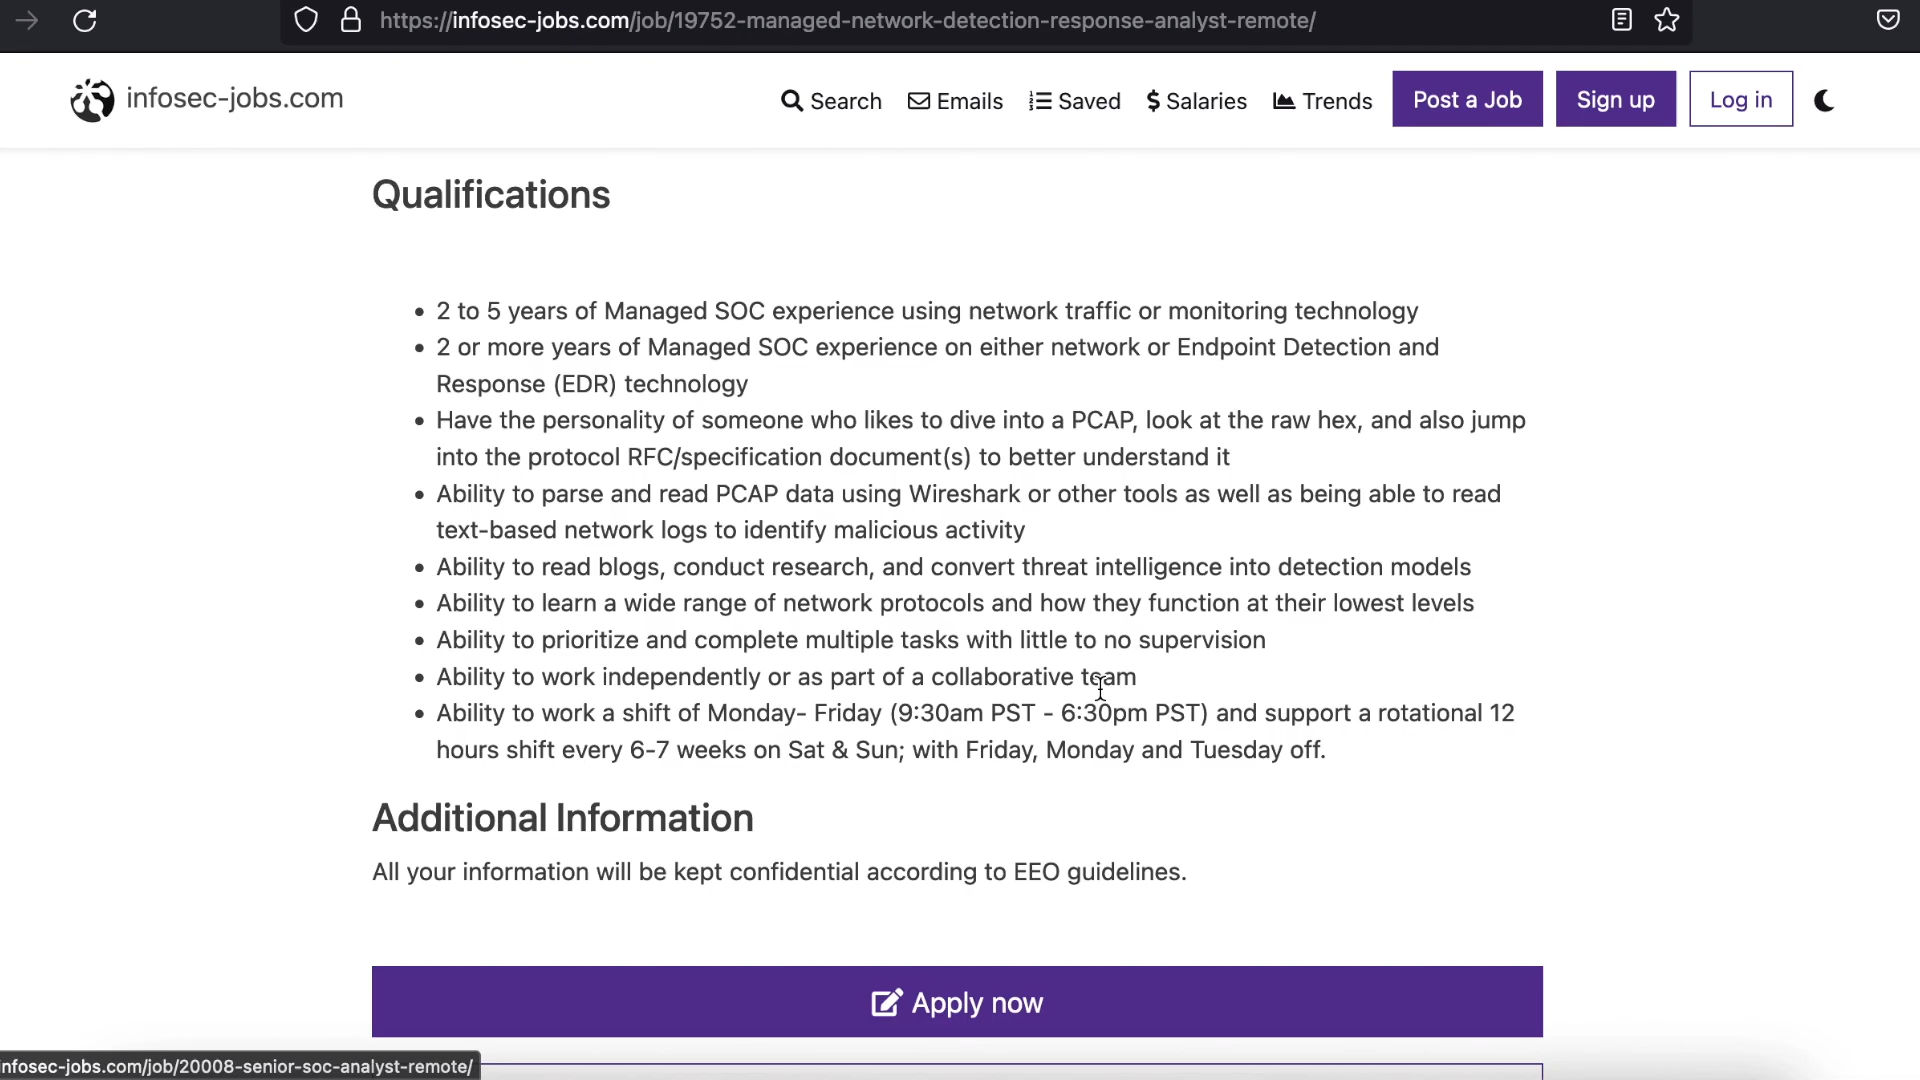 https://infosec-jobs.com/job/19752-managed-network-detection-response-analyst-remote/
infosec-jobs.com
Search Emails Saved $ Salaries Trends Post a Job Sign up Log in
Qualifications
• 2 to 5 years of Managed SOC experience using network traffic or monitoring technology
• 2 or more years of Managed SOC experience on either network or Endpoint Detection and
Response (EDR) technology
• Have the personality of someone who likes to dive into a PCAP, look at the raw hex, and also jump
into the protocol RFC/specification document(s) to better understand it
• Ability to parse and read PCAP data using Wireshark or other tools as well as being able to read
text-based network logs to identify malicious activity
• Ability to read blogs, conduct research, and convert threat intelligence into detection models
• Ability to learn a wide range of network protocols and how they function at their lowest levels
• Ability to prioritize and complete multiple tasks with little to no supervision
• Ability to work independently or as part of a collaborative team
• Ability to work a shift of Monday- Friday (9:30am PST - 6:30pm PST) and support a rotational 12
hours shift every 6-7 weeks on Sat & Sun; with Friday, Monday and Tuesday off.
Additional Information
All your information will be kept confidential according to EEO guidelines.
Apply now
nfosec-jobs.com/job/20008-senior-soc-analyst-remote/